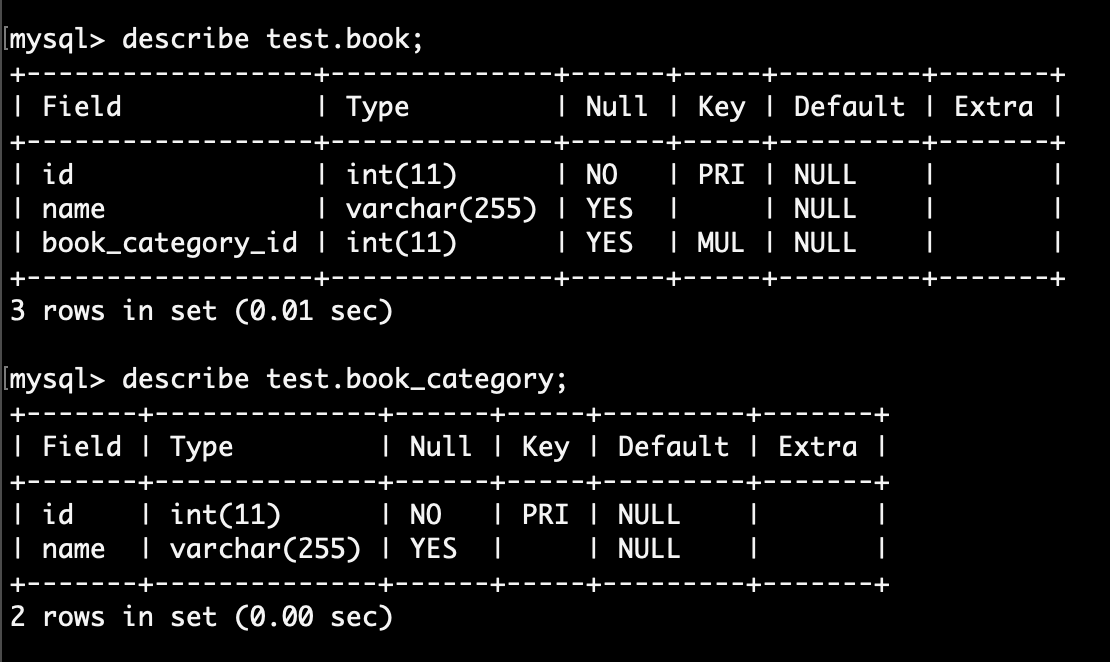 mysql> describe test.book;
+------------------+--------------+------+-----+---------+-------+
| Field            | Type         | Null | Key | Default | Extra |
+------------------+--------------+------+-----+---------+-------+
| id               | int(11)      | NO   | PRI | NULL    |       |
| name             | varchar(255) | YES  |     | NULL    |       |
| book_category_id | int(11)      | YES  | MUL | NULL    |       |
+------------------+--------------+------+-----+---------+-------+
3 rows in set (0.01 sec)
mysql> describe test.book_category;
+-------+--------------+------+-----+---------+-------+
| Field | Type         | Null | Key | Default | Extra |
+-------+--------------+------+-----+---------+-------+
| id    | int(11)      | NO   | PRI | NULL    |       |
| name  | varchar(255) | YES  |     | NULL    |       |
+-------+--------------+------+-----+---------+-------+
2 rows in set (0.00 sec)